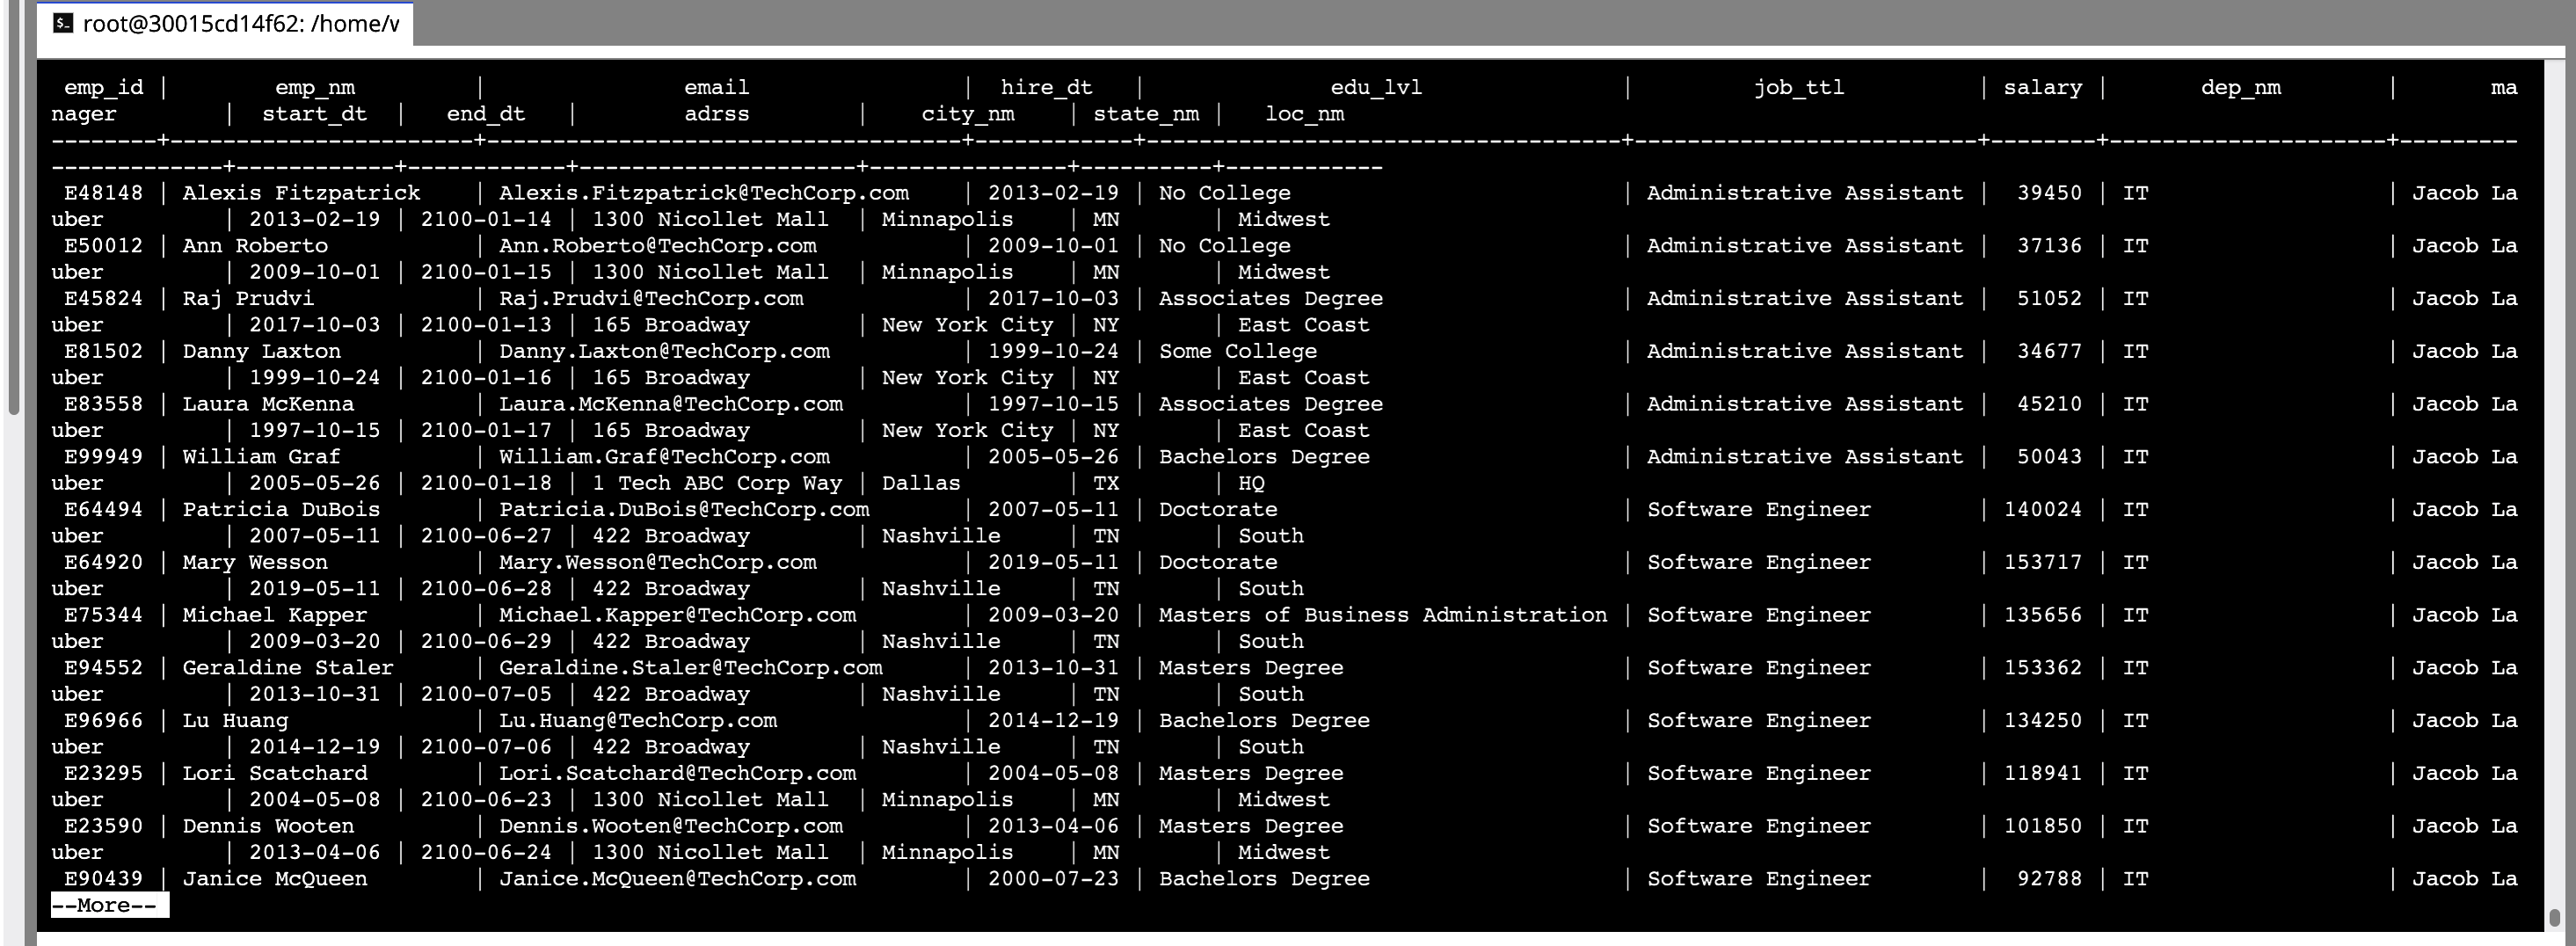 root@30015cd14f62: /home/v
emp_id | emp_nm | email | hire_dt | edu_lvl | job_ttl | salary | dep_nm | ma
nager | start_dt | end_dt | adrss | city_nm | state_nm | loc_nm
--------+-----------------------+-------------------------------------+------------+-------------------------------------+---------------------------+--------+----------------------+---------
-------------+------------+------------+---------------------+---------------+----------+------------
E48148 | Alexis Fitzpatrick | Alexis.Fitzpatrick@TechCorp.com | 2013-02-19 | No College | Administrative Assistant | 39450 | IT | Jacob La
uber | 2013-02-19 | 2100-01-14 | 1300 Nicollet Mall | Minnapolis | MN | Midwest
E50012 | Ann Roberto | Ann.Roberto@TechCorp.com | 2009-10-01 | No College | Administrative Assistant | 37136 | IT | Jacob La
uber | 2009-10-01 | 2100-01-15 | 1300 Nicollet Mall | Minnapolis | MN | Midwest
E45824 | Raj Prudvi | Raj.Prudvi@TechCorp.com | 2017-10-03 | Associates Degree | Administrative Assistant | 51052 | IT | Jacob La
uber | 2017-10-03 | 2100-01-13 | 165 Broadway | New York City | NY | East Coast
E81502 | Danny Laxton | Danny.Laxton@TechCorp.com | 1999-10-24 | Some College | Administrative Assistant | 34677 | IT | Jacob La
uber | 1999-10-24 | 2100-01-16 | 165 Broadway | New York City | NY | East Coast
E83558 | Laura McKenna | Laura.McKenna@TechCorp.com | 1997-10-15 | Associates Degree | Administrative Assistant | 45210 | IT | Jacob La
uber | 1997-10-15 | 2100-01-17 | 165 Broadway | New York City | NY | East Coast
E99949 | William Graf | William.Graf@TechCorp.com | 2005-05-26 | Bachelors Degree | Administrative Assistant | 50043 | IT | Jacob La
uber | 2005-05-26 | 2100-01-18 | 1 Tech ABC Corp Way | Dallas | TX | HQ
E64494 | Patricia DuBois | Patricia.DuBois@TechCorp.com | 2007-05-11 | Doctorate | Software Engineer | 140024 | IT | Jacob La
uber | 2007-05-11 | 2100-06-27 | 422 Broadway | Nashville | TN | South
E64920 | Mary Wesson | Mary.Wesson@TechCorp.com | 2019-05-11 | Doctorate | Software Engineer | 153717 | IT | Jacob La
uber | 2019-05-11 | 2100-06-28 | 422 Broadway | Nashville | TN | South
E75344 | Michael Kapper | Michael.Kapper@TechCorp.com | 2009-03-20 | Masters of Business Administration | Software Engineer | 135656 | IT | Jacob La
uber | 2009-03-20 | 2100-06-29 | 422 Broadway | Nashville | TN | South
E94552 | Geraldine Staler | Geraldine.Staler@TechCorp.com | 2013-10-31 | Masters Degree | Software Engineer | 153362 | IT | Jacob La
uber | 2013-10-31 | 2100-07-05 | 422 Broadway | Nashville | TN | South
E96966 | Lu Huang | Lu.Huang@TechCorp.com | 2014-12-19 | Bachelors Degree | Software Engineer | 134250 | IT | Jacob La
uber | 2014-12-19 | 2100-07-06 | 422 Broadway | Nashville | TN | South
E23295 | Lori Scatchard | Lori.Scatchard@TechCorp.com | 2004-05-08 | Masters Degree | Software Engineer | 118941 | IT | Jacob La
uber | 2004-05-08 | 2100-06-23 | 1300 Nicollet Mall | Minnapolis | MN | Midwest
E23590 | Dennis Wooten | Dennis.Wooten@TechCorp.com | 2013-04-06 | Masters Degree | Software Engineer | 101850 | IT | Jacob La
uber | 2013-04-06 | 2100-06-24 | 1300 Nicollet Mall | Minnapolis | MN | Midwest
E90439 | Janice McQueen | Janice.McQueen@TechCorp.com | 2000-07-23 | Bachelors Degree | Software Engineer | 92788 | IT | Jacob La
--More--